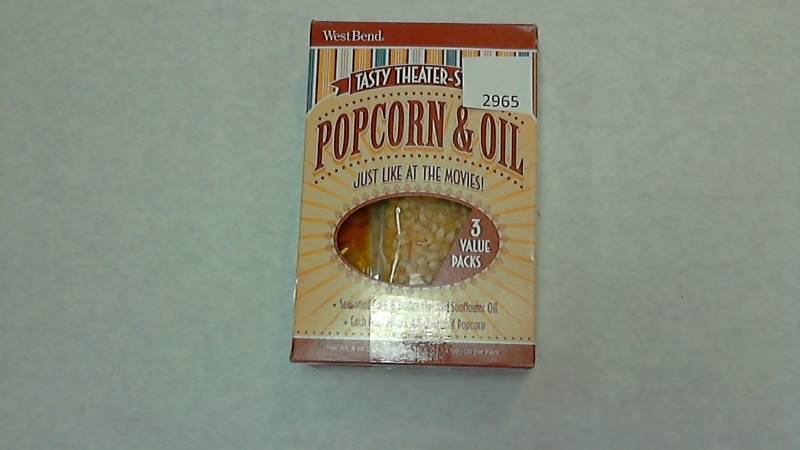 West Bend®
TASTY THEATER-S
2965
POPCORN & OIL
JUST LIKE AT THE MOVIES!
3
VALUE
PACKS
Sunflower Oil
Popcorn